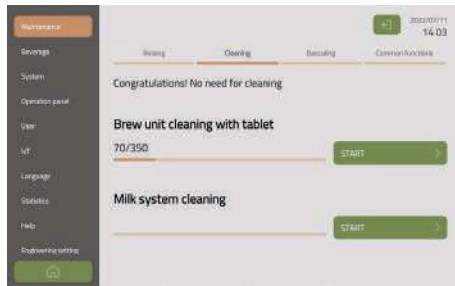 Maintenance
Beverage
System
Operation panel
User
IoT
Language
Statistics
Help
Engineering setting
2022/07/11
14 03
Rinsing
Cleaning
Descaling
Common functions
Congratulations! No need for cleaning
Brew unit cleaning with tablet
70/350
START
Milk system cleaning
START